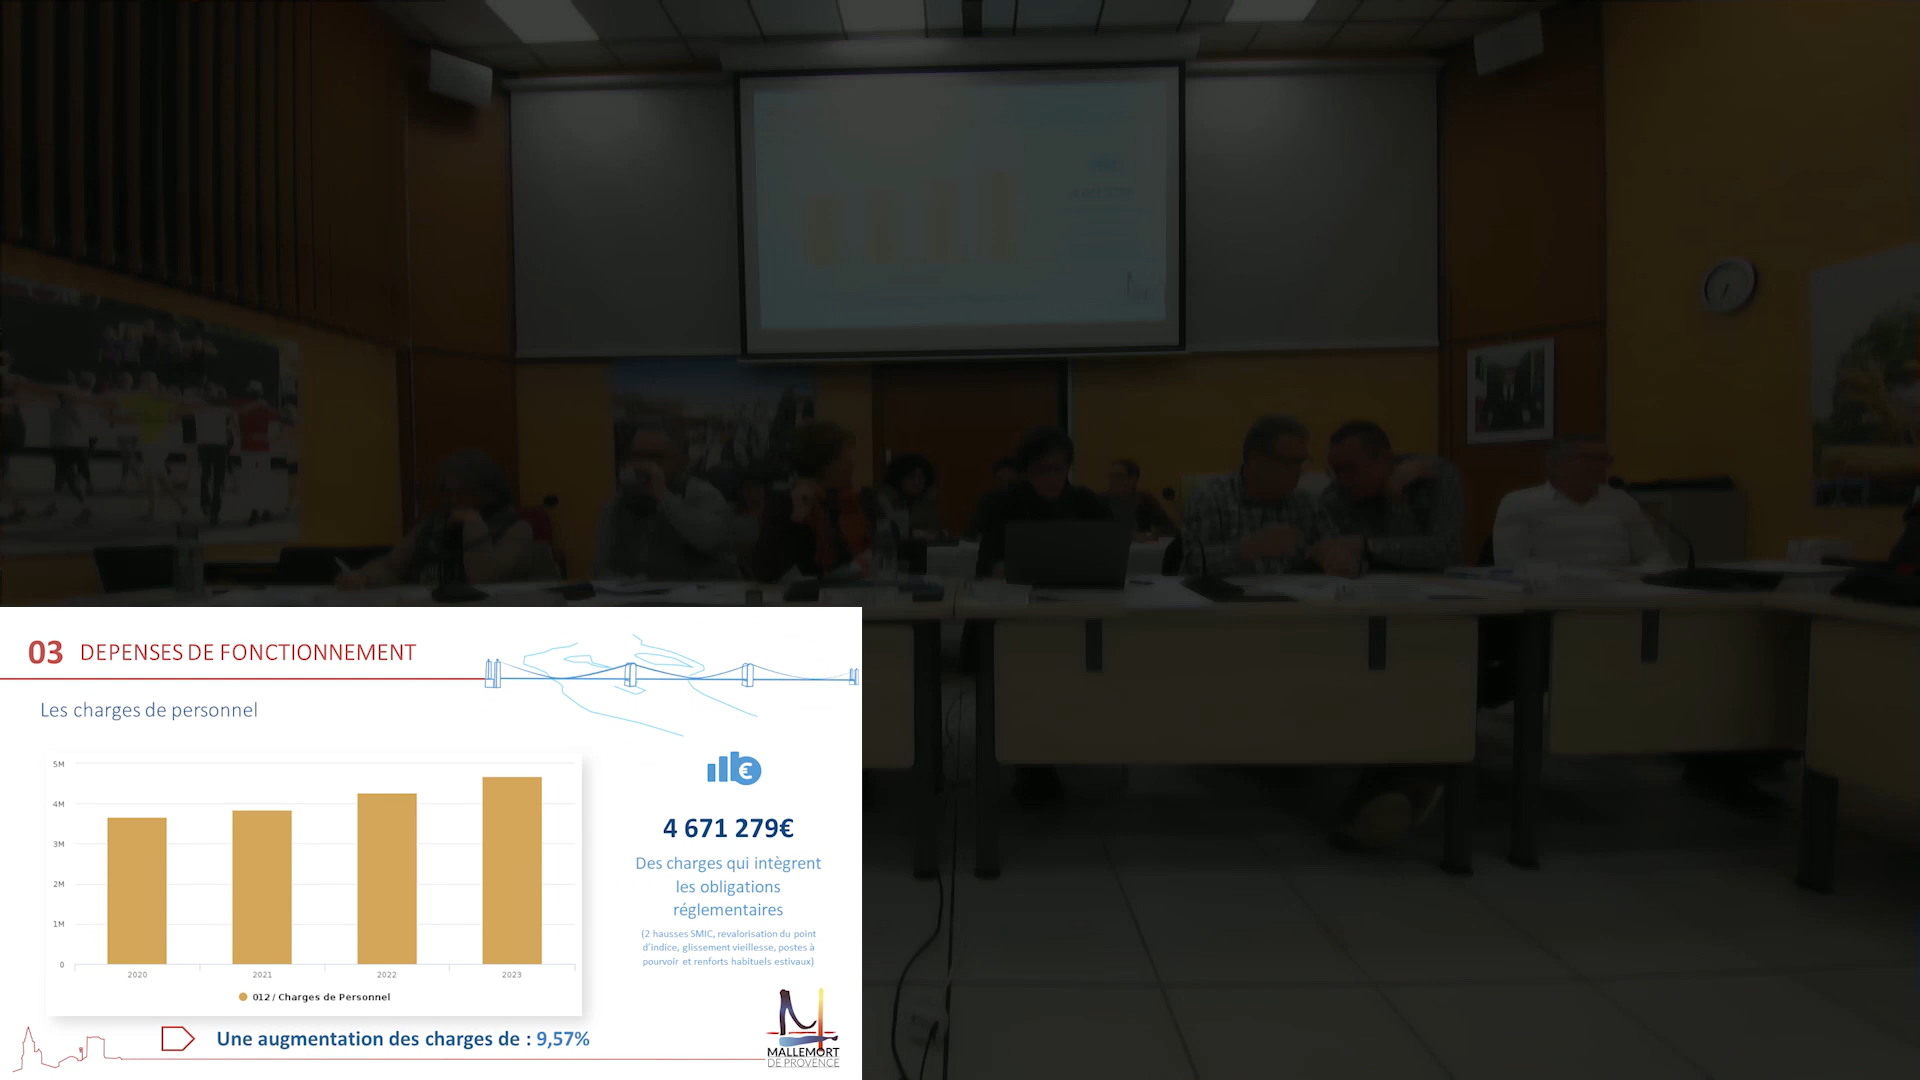 03 DEPENSES DE FONCTIONNEMENT
Les charges de personnel
5M
4M
3M
2M
1M
0
2020 2021 2022 2023
012 / Charges de Personnel
4 671 279€
Des charges qui intègrent
les obligations
réglementaires
(2 hausses SMIC, revalorisation du point
d'indice, glissement vieillesse, postes à
pourvoir et renforts habituels estivaux)
Une augmentation des charges de : 9,57%
MALLEMORT
DE PROVENCE